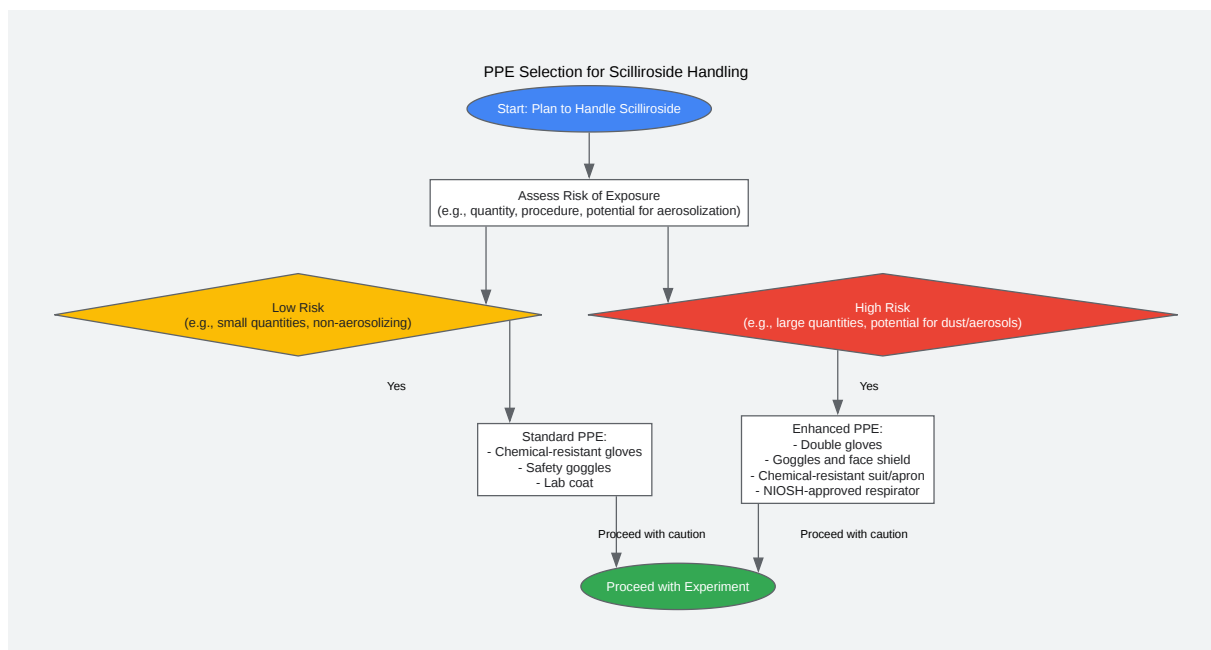 PPE Selection for Scilliroside Handling
Start: Plan to Handle Scilliroside
Assess Risk of Exposure
(e.g., quantity, procedure, potential for aerosolization)
Low Risk
(e.g., small quantities, non-aerosolizing)
High Risk
(e.g., large quantities, potential for dust/aerosols)
Yes
Yes
Standard PPE:
- Chemical-resistant gloves
- Safety goggles
- Lab coat
Enhanced PPE:
- Double gloves
- Goggles and face shield
- Chemical-resistant suit/apron
- NIOSH-approved respirator
Proceed with caution
Proceed with caution
Proceed with Experiment